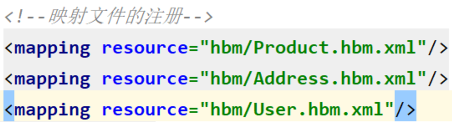 <!--映射文件的注册-->
<mapping resource="hbm/Product.hbm.xml"/>
<mapping resource="hbm/Address.hbm.xml"/>
<mapping resource="hbm/User.hbm.xml"/>